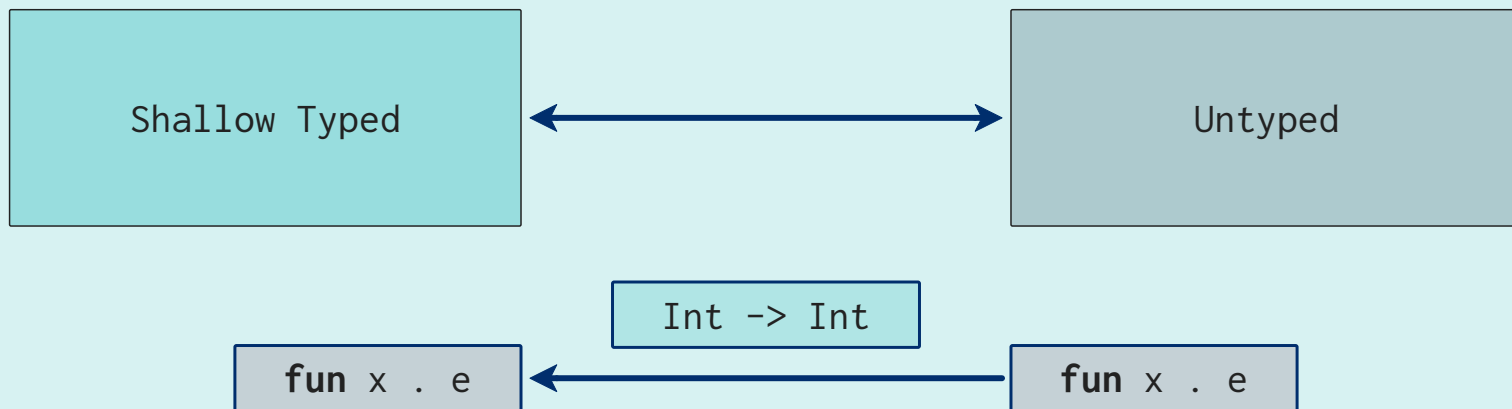 Shallow Typed
Untyped
Int -> Int
fun x . e
fun x . e